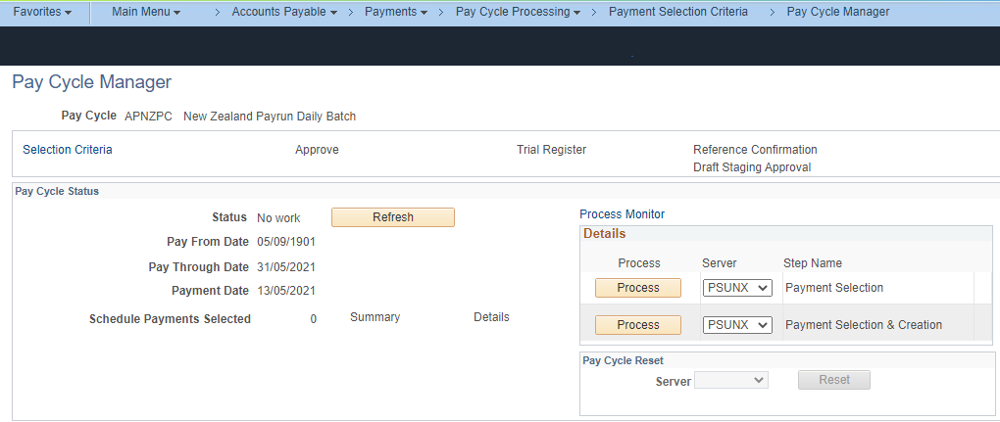 Favorites Main Menu > Accounts Payable > Payments > Pay Cycle Processing > Payment Selection Criteria > Pay Cycle Manager
Pay Cycle Manager
Pay Cycle APNZPC New Zealand Payrun Daily Batch
Selection Criteria Approve Trial Register Reference Confirmation
Draft Staging Approval
Pay Cycle Status
Status No work Refresh
Pay From Date 05/09/1901
Pay Through Date 31/05/2021
Payment Date 13/05/2021
Schedule Payments Selected 0 Summary Details
Process Monitor
Details
Process Server Step Name
Process PSUNX Payment Selection
Process PSUNX Payment Selection & Creation
Pay Cycle Reset
Server Reset